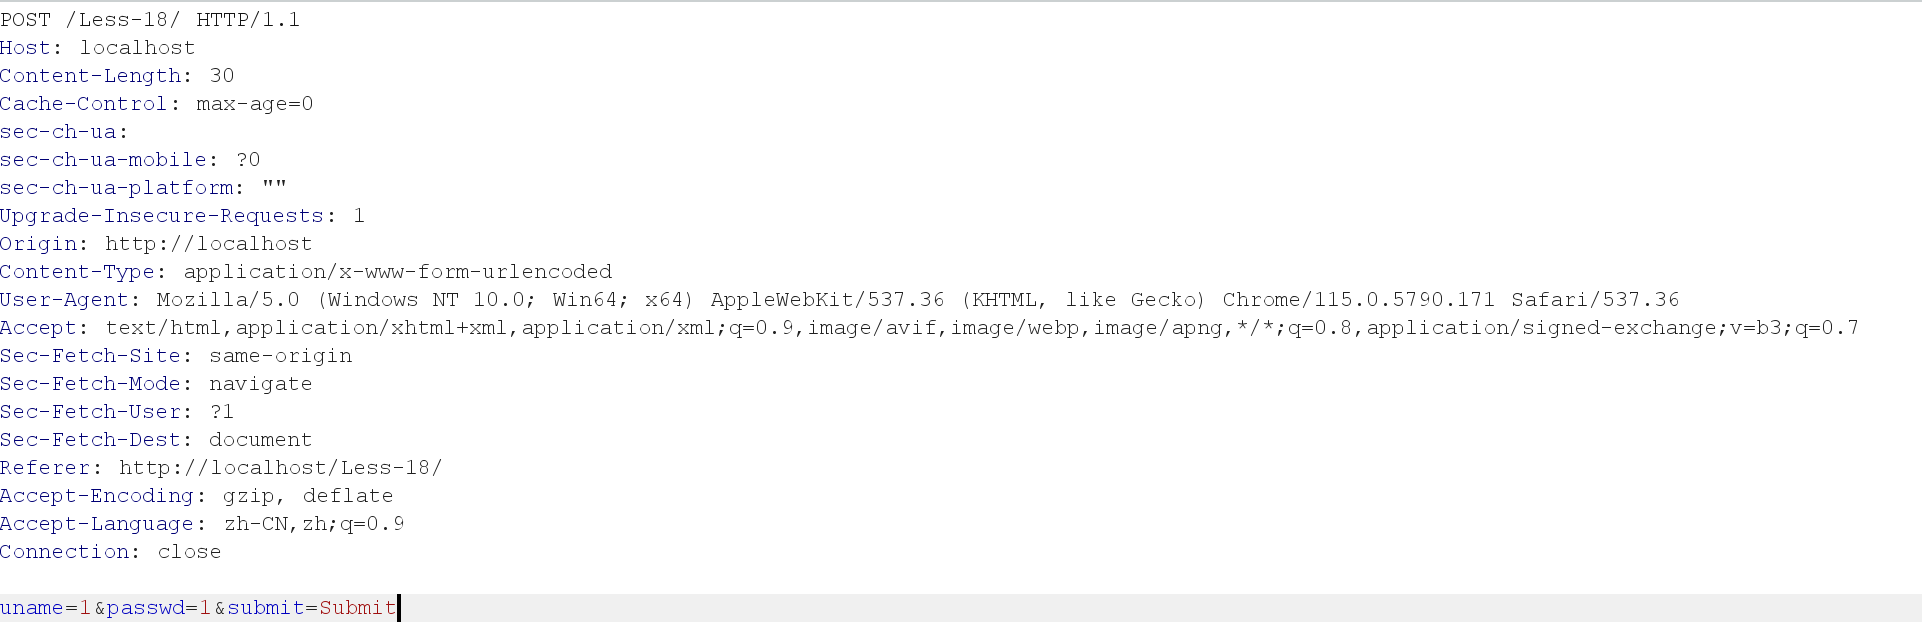 POST /Less-18/ HTTP/1.1
Host: localhost
Content-Length: 30
Cache-Control: max-age=0
sec-ch-ua:
sec-ch-ua-mobile: ?0
sec-ch-ua-platform: ""
Upgrade-Insecure-Requests: 1
Origin: http://localhost
Content-Type: application/x-www-form-urlencoded
User-Agent: Mozilla/5.0 (Windows NT 10.0; Win64; x64) AppleWebKit/537.36 (KHTML, like Gecko) Chrome/115.0.5790.171 Safari/537.36
Accept: text/html,application/xhtml+xml,application/xml;q=0.9,image/avif,image/webp,image/apng,*/*;q=0.8,application/signed-exchange;v=b3;q=0.7
Sec-Fetch-Site: same-origin
Sec-Fetch-Mode: navigate
Sec-Fetch-User: ?1
Sec-Fetch-Dest: document
Referer: http://localhost/Less-18/
Accept-Encoding: gzip, deflate
Accept-Language: zh-CN,zh;q=0.9
Connection: close

uname=1&passwd=1&submit=Submit